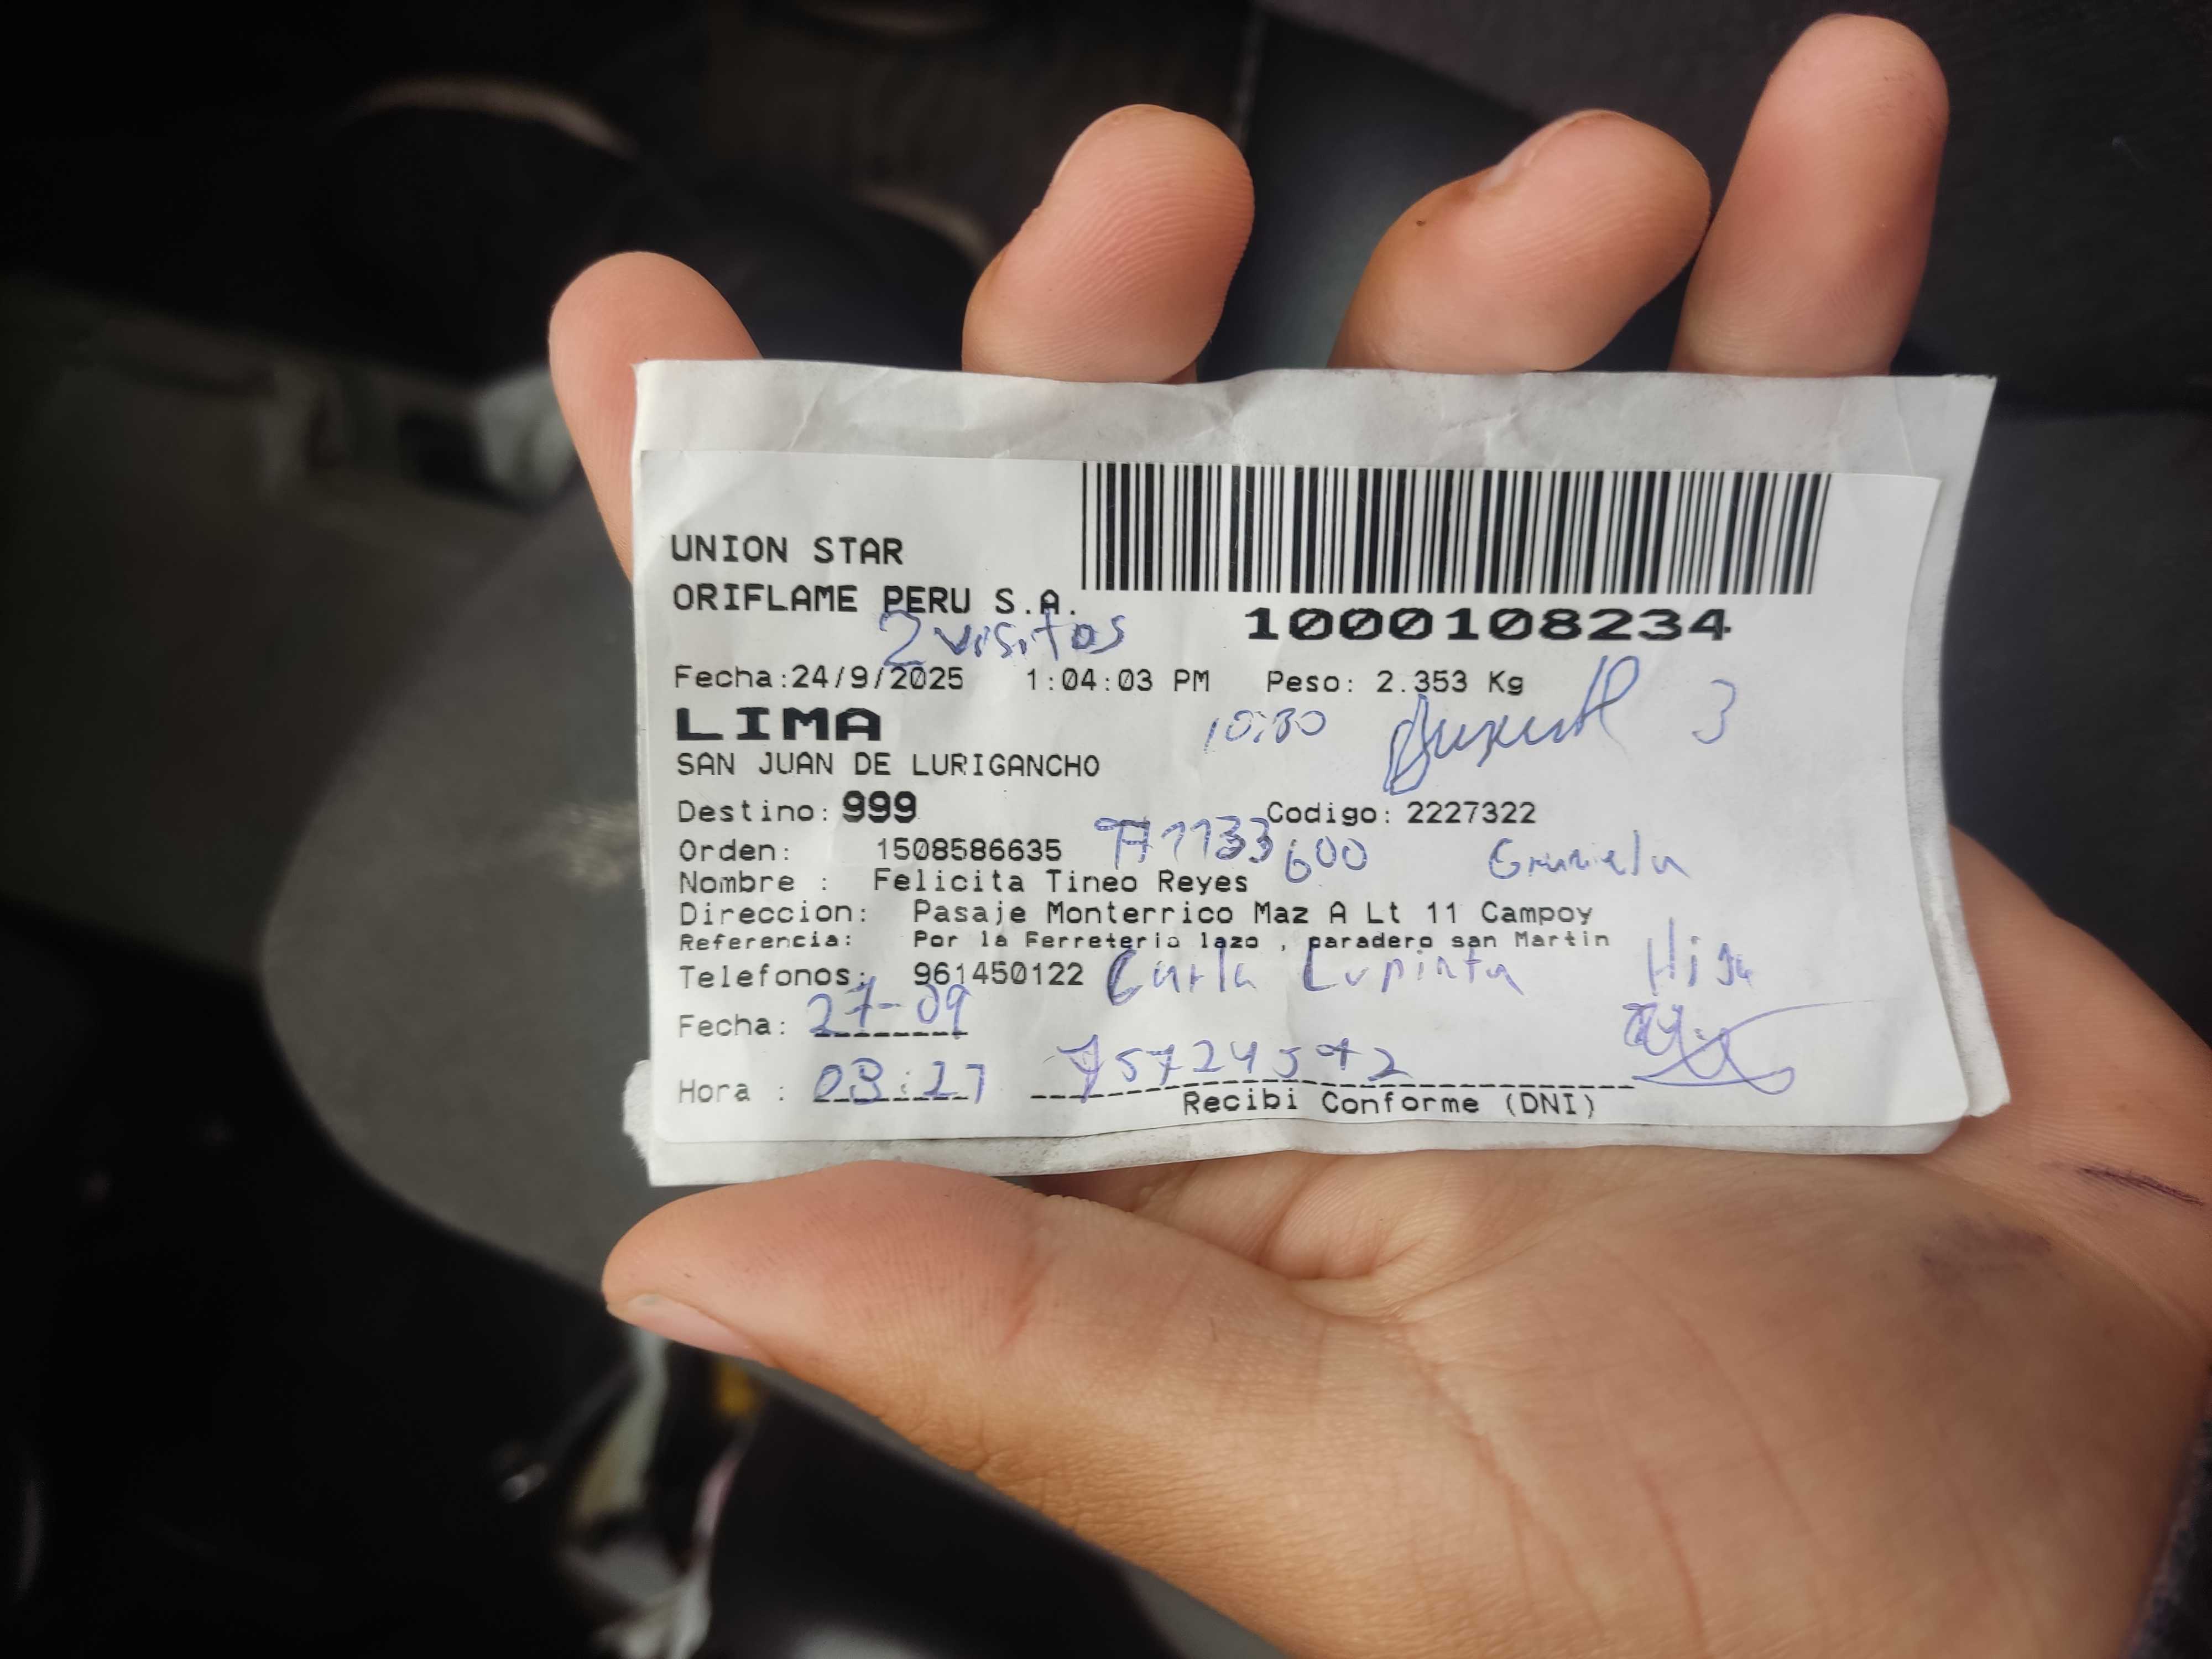 UNION STAR
ORIFLAME PERU S.A.
1000108234
2 visitas
Fecha:24/9/2025 1:04:03 PM Peso: 2.353 Kg
LIMA
10:30
3
SAN JUAN DE LURIGANCHO
Destino: 999 Codigo: 2227322
Orden: 1508586635
Nombre : Felicita Tineo Reyes
Direccion: Pasaje Monterrico Maz A Lt 11 Campoy
Referencia: Por la Ferreteria lazo , paradero san Martin
Telefonos: 961450122 Carla Hija
Fecha: 27-09
Hora : 03:27 75724592
Recibi Conforme (DNI)